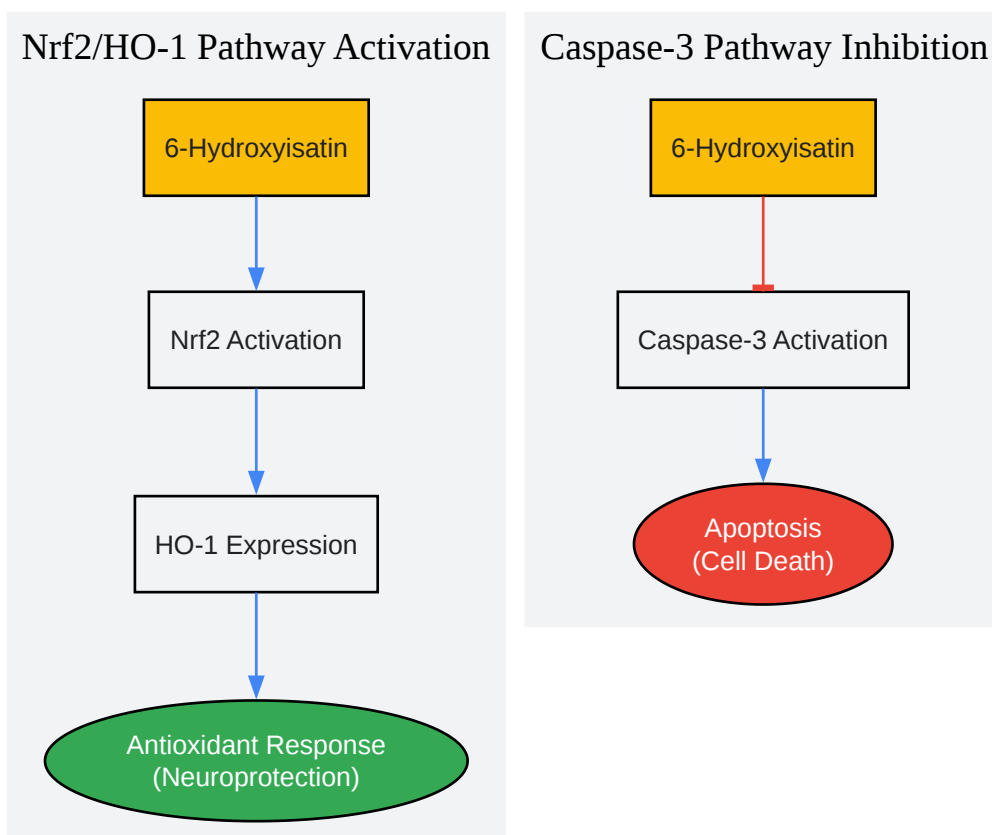 Nrf2/HO-1 Pathway Activation
6-Hydroxyisatin
Nrf2 Activation
HO-1 Expression
Antioxidant Response
(Neuroprotection)
Caspase-3 Pathway Inhibition
6-Hydroxyisatin
Caspase-3 Activation
Apoptosis
(Cell Death)